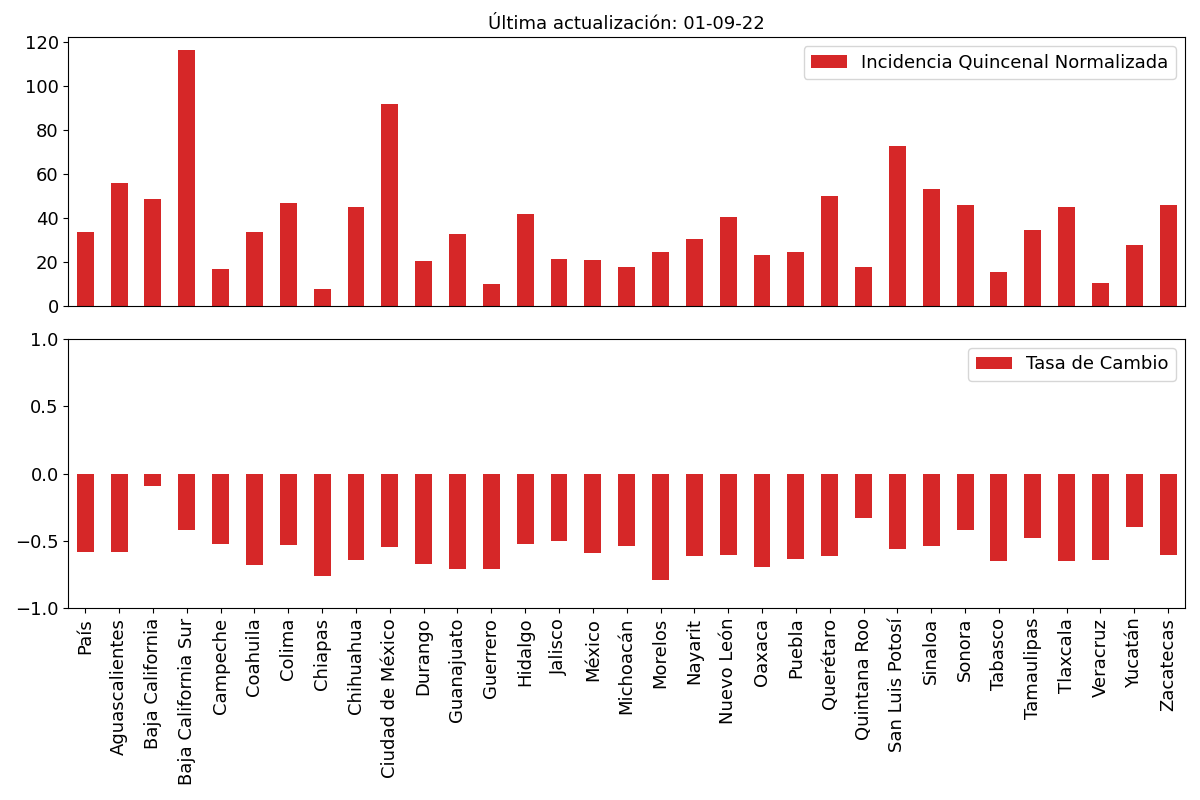 Última actualización: 01-09-22
Incidencia Quincenal Normalizada
120
100
80
60
40
20
0
Tasa de Cambio
1.0
0.5
0.0
−0.5
−1.0
País
Aguascalientes
Baja California
Baja California Sur
Campeche
Coahuila
Colima
Chiapas
Chihuahua
Ciudad de México
Durango
Guanajuato
Guerrero
Hidalgo
Jalisco
México
Michoacán
Morelos
Nayarit
Nuevo León
Oaxaca
Puebla
Querétaro
Quintana Roo
San Luis Potosí
Sinaloa
Sonora
Tabasco
Tamaulipas
Tlaxcala
Veracruz
Yucatán
Zacatecas